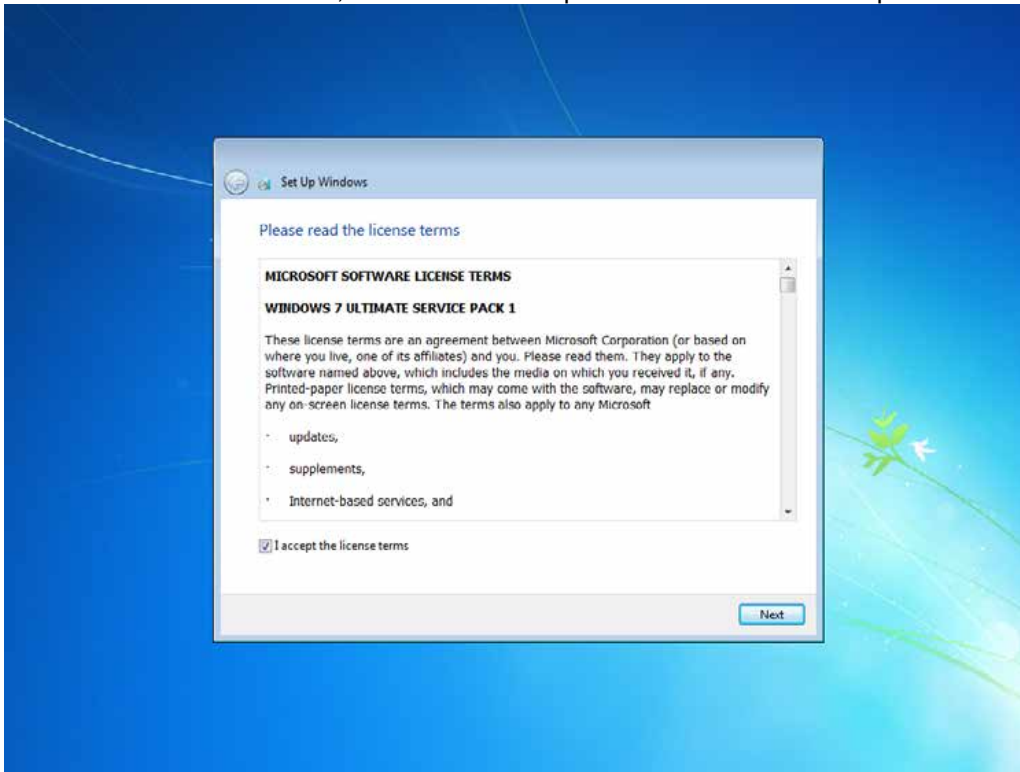 Set Up Windows
Please read the license terms
MICROSOFT SOFTWARE LICENSE TERMS
WINDOWS 7 ULTIMATE SERVICE PACK 1
These license terms are an agreement between Microsoft Corporation (or based on
where you live, one of its affiliates) and you. Please read them. They apply to the
software named above, which includes the media on which you received it, if any.
Printed-paper license terms, which may come with the software, may replace or modify
any on-screen license terms. The terms also apply to any Microsoft
· updates,
· supplements,
· Internet-based services, and
I accept the license terms
Next